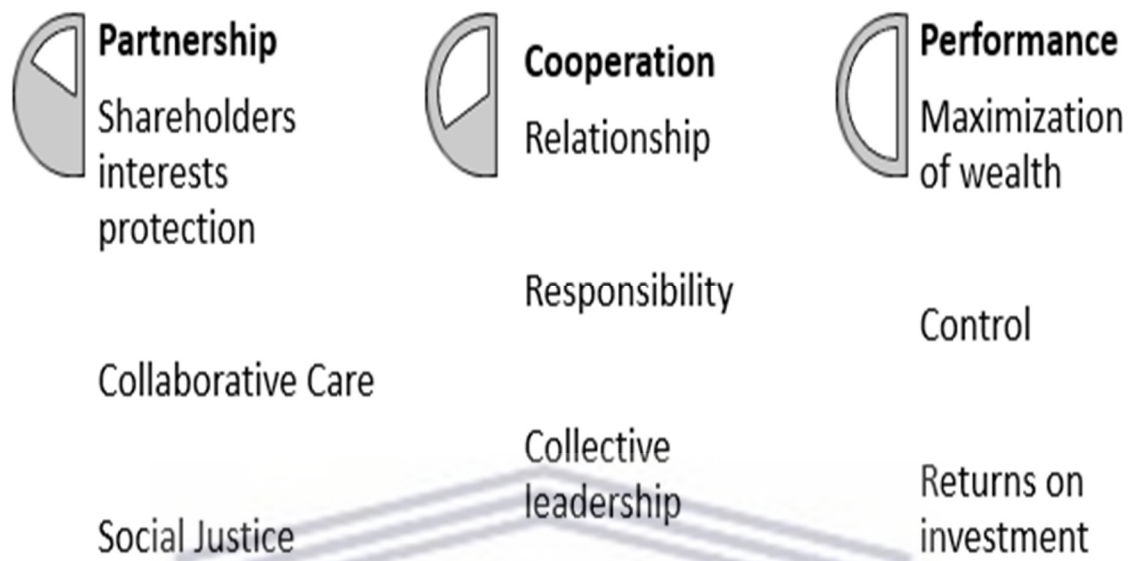 Partnership
Shareholders
interests
protection
Collaborative Care
Social Justice
Cooperation
Relationship
Responsibility
Collective
leadership
Performance
Maximization
of wealth
Control
Returns on
investment